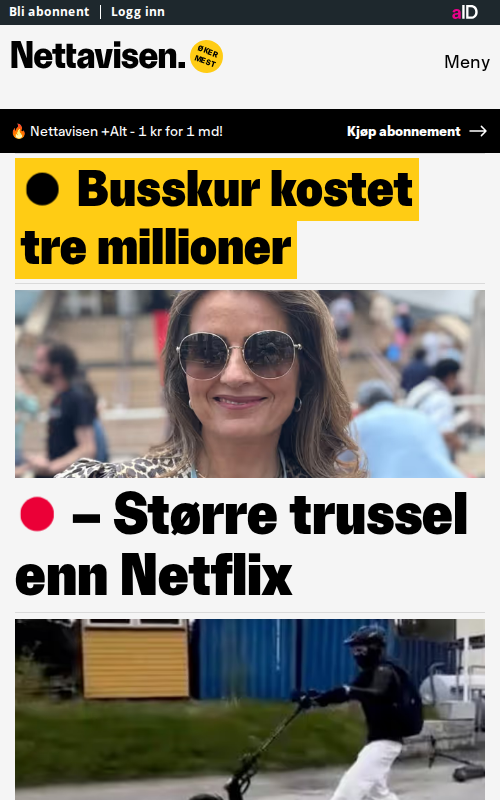 Bli abonnent | Logg inn
aID
Nettavisen.
ØKER
MEST
Meny
🔥 Nettavisen +Alt - 1 kr for 1 md!
Kjøp abonnement →
Busskur kostet
tre millioner
– Større trussel
enn Netflix